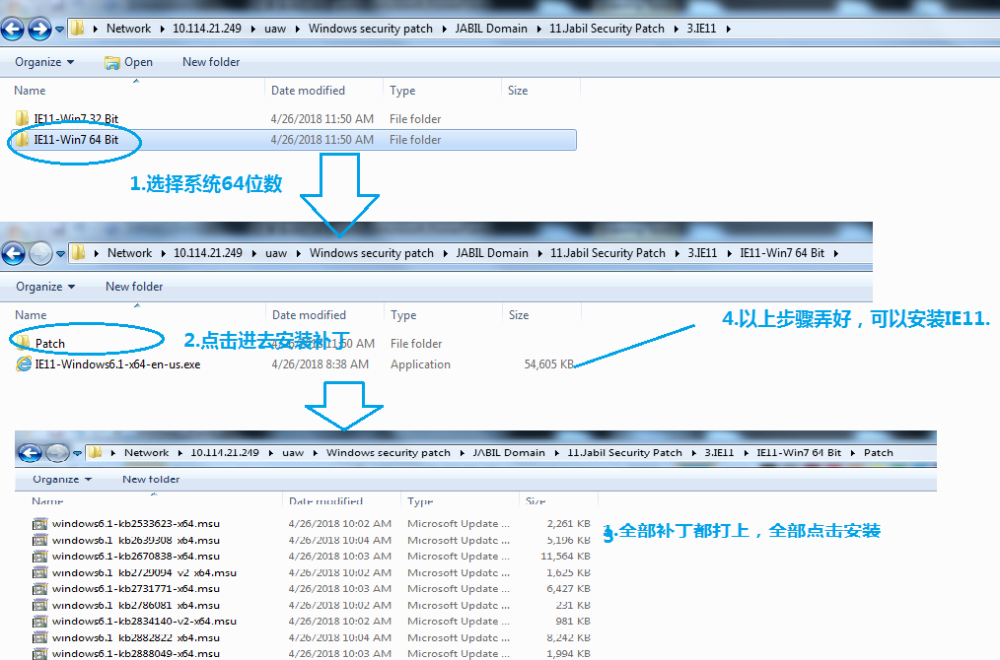 Network 10.114.21.249 uaw Windows security patch JABIL Domain 11.Jabil Security Patch 3.IE11
Organize Open New folder
Name Date modified Type Size
IE11-Win7 32 Bit 4/26/2018 11:50 AM File folder
IE11-Win7 64 Bit 4/26/2018 11:50 AM File folder
1.选择系统64位数
Network 10.114.21.249 uaw Windows security patch JABIL Domain 11.Jabil Security Patch 3.IE11 IE11-Win7 64 Bit
Organize New folder
Name Date modified Type Size
4.以上步骤弄好，可以安装IE11.
2.点击进去安装补丁
Patch 4/26/2018 11:50 AM File folder
IE11-Windows6.1-x64-en-us.exe 4/26/2018 8:38 AM Application 54,605 KB
Network 10.114.21.249 uaw Windows security patch JABIL Domain 11.Jabil Security Patch 3.IE11 IE11-Win7 64 Bit Patch
Organize New folder
Name Date modified Type Size
windows6.1-kb2533623-x64.msu 4/26/2018 10:02 AM Microsoft Update ... 2,261 KB
3.全部补丁都打上，全部点击安装
windows6.1-kb2639308-x64.msu 4/26/2018 10:04 AM Microsoft Update ... 5,196 KB
windows6.1-kb2670838-x64.msu 4/26/2018 10:03 AM Microsoft Update ... 11,564 KB
windows6.1-kb2729094-v2-x64.msu 4/26/2018 10:02 AM Microsoft Update ... 1,625 KB
windows6.1-kb2731771-x64.msu 4/26/2018 10:03 AM Microsoft Update ... 6,427 KB
windows6.1-kb2786081-x64.msu 4/26/2018 10:02 AM Microsoft Update ... 231 KB
windows6.1-kb2834140-v2-x64.msu 4/26/2018 10:02 AM Microsoft Update ... 981 KB
windows6.1-kb2882822-x64.msu 4/26/2018 10:04 AM Microsoft Update ... 8,242 KB
windows6.1-kb2888049-x64.msu 4/26/2018 10:03 AM Microsoft Update ... 1,994 KB